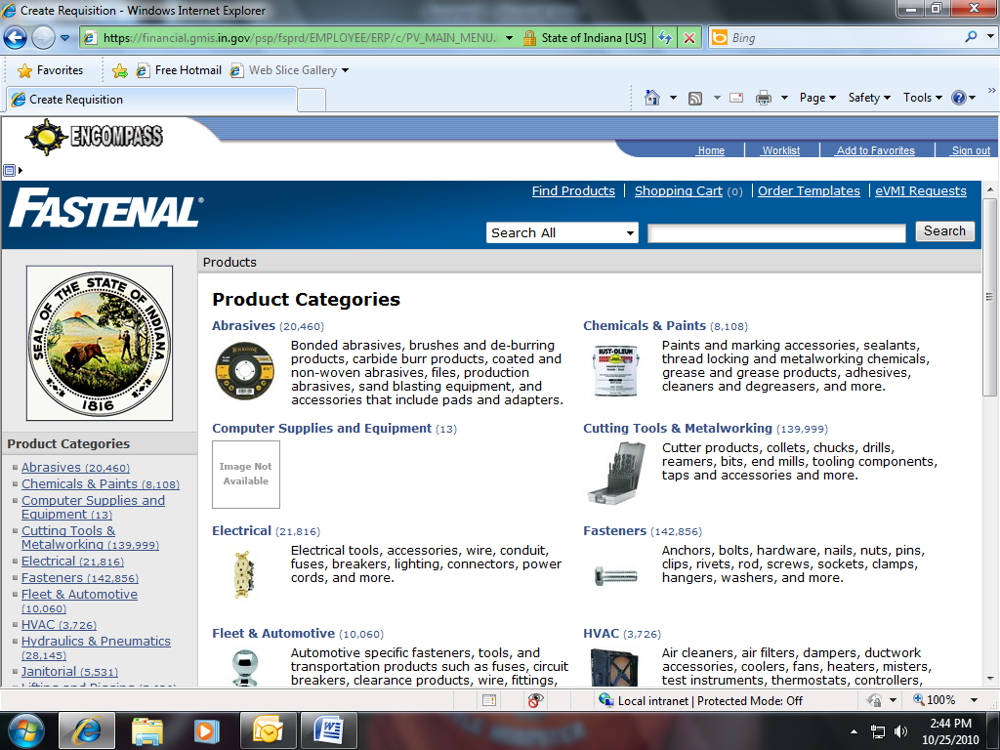 Create Requisition - Windows Internet Explorer
https://financial.gmis.in.gov/psp/fsprd/EMPLOYEE/ERP/c/PV_MAIN_MENU. State of Indiana [US] Bing
Favorites Free Hotmail Web Slice Gallery
Create Requisition Page Safety Tools
ENCOMPASS
Home Worklist Add to Favorites Sign out
FASTENAL®
Find Products Shopping Cart (0) Order Templates eVMI Requests
Search All Search
SEAL OF THE STATE OF INDIANA
1816
Product Categories
Abrasives (20,460)
Chemicals & Paints (8,108)
Computer Supplies and
Equipment (13)
Cutting Tools &
Metalworking (139,999)
Electrical (21,816)
Fasteners (142,856)
Fleet & Automotive
(10,060)
HVAC (3,726)
Hydraulics & Pneumatics
(28,145)
Janitorial (5,531)
Products
Product Categories
Abrasives (20,460)
Bonded abrasives, brushes and de-burring
products, carbide burr products, coated and
non-woven abrasives, files, production
abrasives, sand blasting equipment, and
accessories that include pads and adapters.
Chemicals & Paints (8,108)
RUST-OLEUM
Paints and marking accessories, sealants,
thread locking and metalworking chemicals,
grease and grease products, adhesives,
cleaners and degreasers, and more.
Computer Supplies and Equipment (13)
Image Not
Available
Cutting Tools & Metalworking (139,999)
Cutter products, collets, chucks, drills,
reamers, bits, end mills, tooling components,
taps and accessories and more.
Electrical (21,816)
Electrical tools, accessories, wire, conduit,
fuses, breakers, lighting, connectors, power
cords, and more.
Fasteners (142,856)
Anchors, bolts, hardware, nails, nuts, pins,
clips, rivets, rod, screws, sockets, clamps,
hangers, washers, and more.
Fleet & Automotive (10,060)
Automotive specific fasteners, tools, and
transportation products such as fuses, circuit
breakers, clearance products, wire, fittings,
HVAC (3,726)
Air cleaners, air filters, dampers, ductwork
accessories, coolers, fans, heaters, misters,
test instruments, thermostats, controllers,
Local intranet | Protected Mode: Off 100%
2:44 PM
10/25/2010